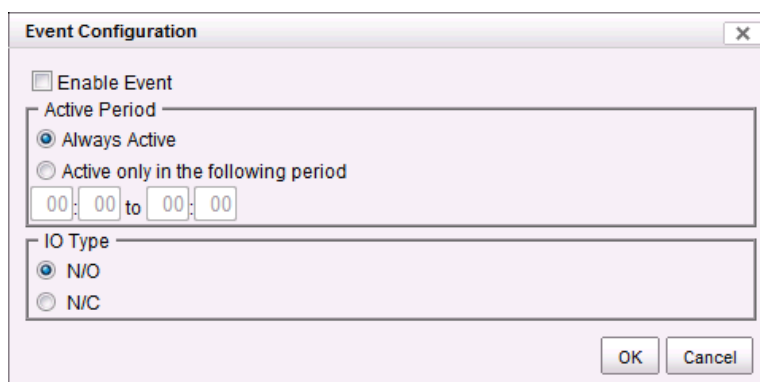 Event Configuration
Enable Event
Active Period
Always Active
Active only in the following period
00 : 00 to 00 : 00
IO Type
N/O
N/C
OK Cancel